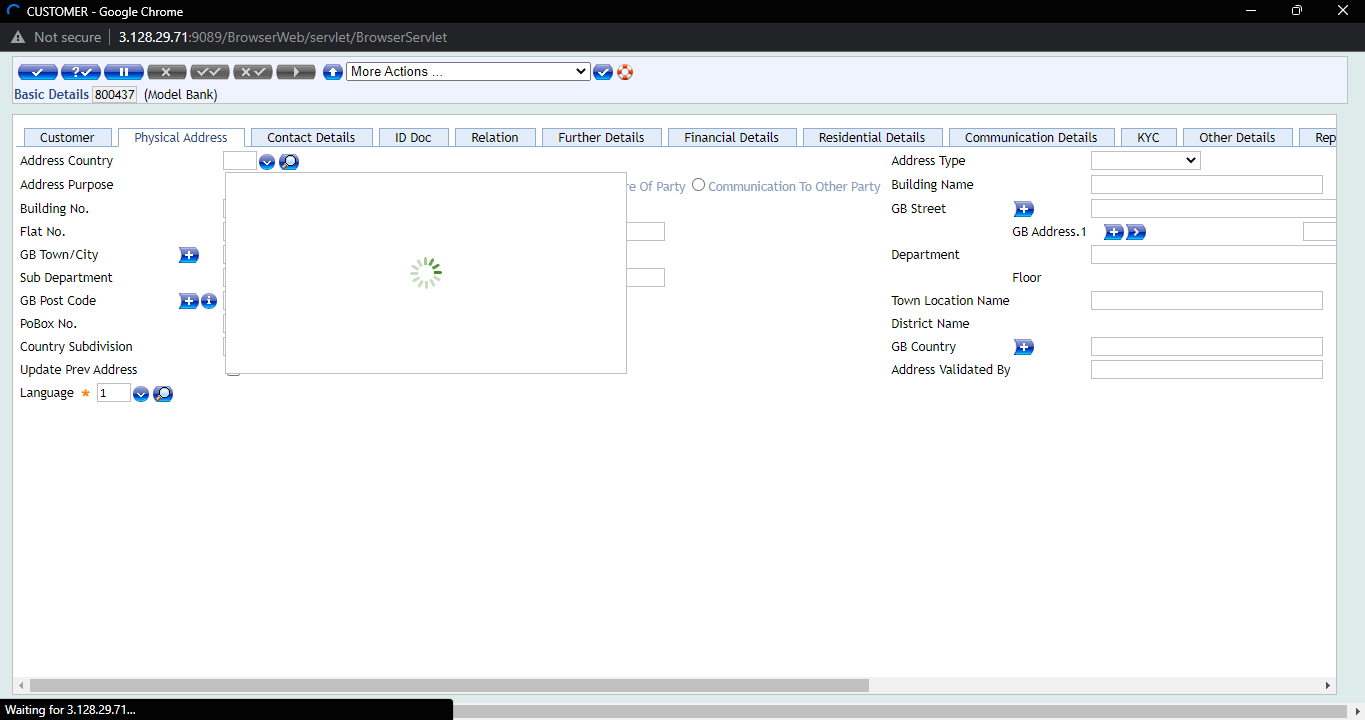 CUSTOMER - Google Chrome
Not secure 3.128.29.71:9089/BrowserWeb/servlet/BrowserServlet
More Actions ...
Basic Details 800437 (Model Bank)
Customer Physical Address Contact Details ID Doc Relation Further Details Financial Details Residential Details Communication Details KYC Other Details Rep
Address Country Address Type
Address Purpose re Of Party Communication To Other Party Building Name
Building No. GB Street
Flat No. GB Address.1
GB Town/City Department
Sub Department Floor
GB Post Code Town Location Name
PoBox No. District Name
Country Subdivision GB Country
Update Prev Address Address Validated By
Language * 1
Waiting for 3.128.29.71...